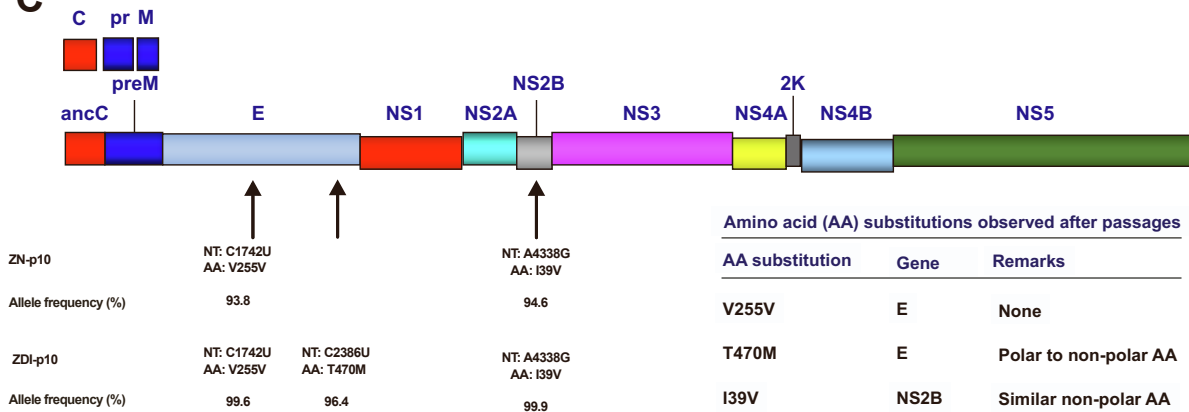 C
C pr M
preM NS2B 2K
ancC E NS1 NS2A NS3 NS4A NS4B NS5
Amino acid (AA) substitutions observed after passages
AA substitution Gene Remarks
V255V E None
T470M E Polar to non-polar AA
I39V NS2B Similar non-polar AA
ZN-p10
NT: C1742U
AA: V255V
NT: A4338G
AA: I39V
Allele frequency (%) 93.8 94.6
ZDI-p10
NT: C1742U
AA: V255V
NT: C2386U
AA: T470M
NT: A4338G
AA: I39V
Allele frequency (%) 99.6 96.4 99.9